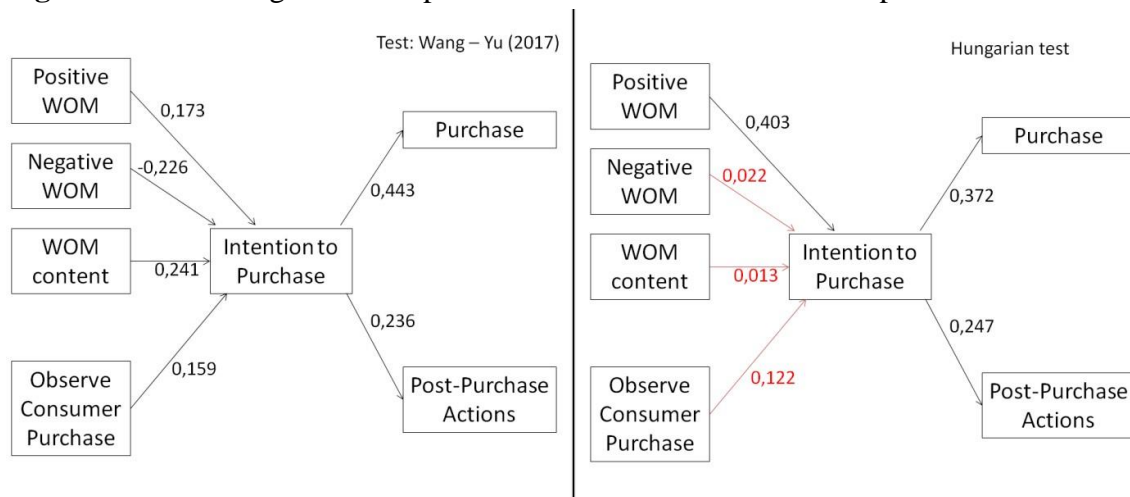 Test: Wang – Yu (2017)
Positive
WOM
0,173
Purchase
Negative
WOM
-0,226
0,443
WOM
content
0,241
Intention to
Purchase
0,236
0,159
Observe
Consumer
Purchase
Post-Purchase
Actions
Hungarian test
Positive
WOM
0,403
Purchase
Negative
WOM
0,022
0,372
WOM
content
0,013
Intention to
Purchase
0,247
0,122
Observe
Consumer
Purchase
Post-Purchase
Actions